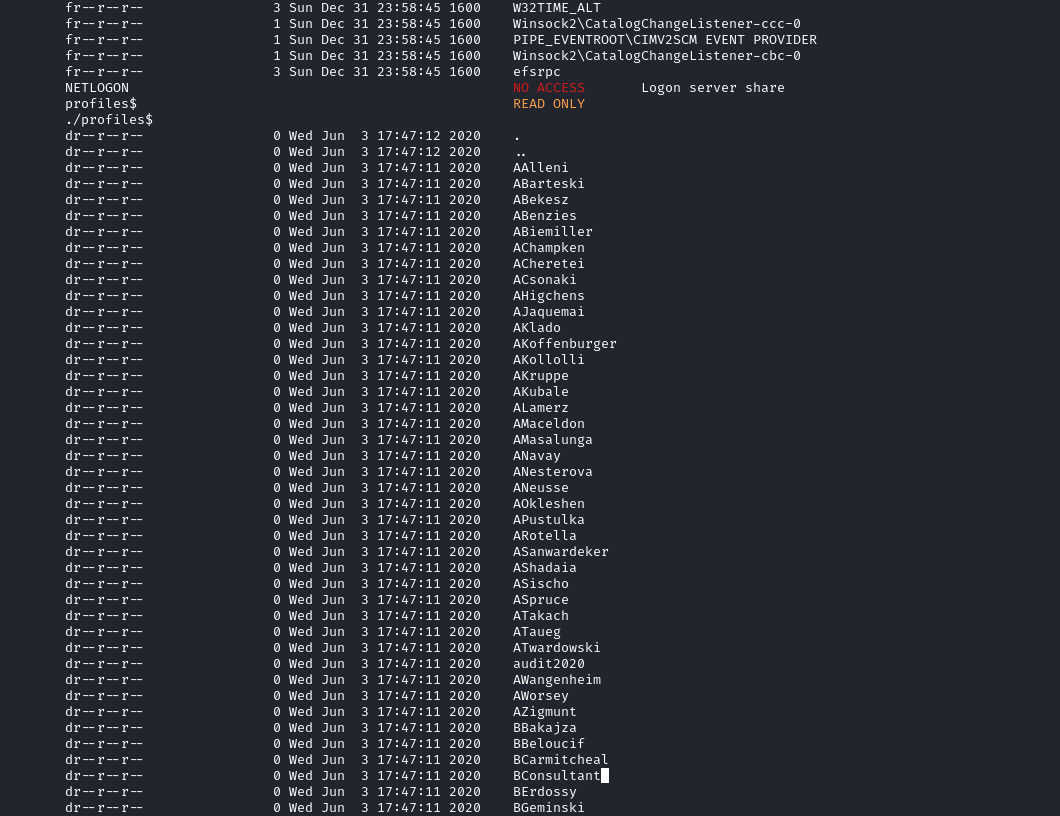 fr--r--r-- 3 Sun Dec 31 23:58:45 1600 W32TIME_ALT
fr--r--r-- 1 Sun Dec 31 23:58:45 1600 Winsock2\CatalogChangeListener-ccc-0
fr--r--r-- 1 Sun Dec 31 23:58:45 1600 PIPE_EVENTROOT\CIMV2SCM EVENT PROVIDER
fr--r--r-- 1 Sun Dec 31 23:58:45 1600 Winsock2\CatalogChangeListener-cbc-0
fr--r--r-- 3 Sun Dec 31 23:58:45 1600 efsrpc
NETLOGON NO ACCESS Logon server share
profiles$ READ ONLY
./profiles$
dr--r--r-- 0 Wed Jun 3 17:47:12 2020 .
dr--r--r-- 0 Wed Jun 3 17:47:12 2020 ..
dr--r--r-- 0 Wed Jun 3 17:47:11 2020 AAlleni
dr--r--r-- 0 Wed Jun 3 17:47:11 2020 ABarteski
dr--r--r-- 0 Wed Jun 3 17:47:11 2020 ABekesz
dr--r--r-- 0 Wed Jun 3 17:47:11 2020 ABenzies
dr--r--r-- 0 Wed Jun 3 17:47:11 2020 ABiemiller
dr--r--r-- 0 Wed Jun 3 17:47:11 2020 AChampken
dr--r--r-- 0 Wed Jun 3 17:47:11 2020 ACheretei
dr--r--r-- 0 Wed Jun 3 17:47:11 2020 ACsonaki
dr--r--r-- 0 Wed Jun 3 17:47:11 2020 AHigchens
dr--r--r-- 0 Wed Jun 3 17:47:11 2020 AJaquemai
dr--r--r-- 0 Wed Jun 3 17:47:11 2020 AKlado
dr--r--r-- 0 Wed Jun 3 17:47:11 2020 AKoffenburger
dr--r--r-- 0 Wed Jun 3 17:47:11 2020 AKollolli
dr--r--r-- 0 Wed Jun 3 17:47:11 2020 AKruppe
dr--r--r-- 0 Wed Jun 3 17:47:11 2020 AKubale
dr--r--r-- 0 Wed Jun 3 17:47:11 2020 ALamerz
dr--r--r-- 0 Wed Jun 3 17:47:11 2020 AMaceldon
dr--r--r-- 0 Wed Jun 3 17:47:11 2020 AMasalunga
dr--r--r-- 0 Wed Jun 3 17:47:11 2020 ANavay
dr--r--r-- 0 Wed Jun 3 17:47:11 2020 ANesterova
dr--r--r-- 0 Wed Jun 3 17:47:11 2020 ANeusse
dr--r--r-- 0 Wed Jun 3 17:47:11 2020 AOkleshen
dr--r--r-- 0 Wed Jun 3 17:47:11 2020 APustulka
dr--r--r-- 0 Wed Jun 3 17:47:11 2020 ARotella
dr--r--r-- 0 Wed Jun 3 17:47:11 2020 ASanwardeker
dr--r--r-- 0 Wed Jun 3 17:47:11 2020 AShadaia
dr--r--r-- 0 Wed Jun 3 17:47:11 2020 ASischo
dr--r--r-- 0 Wed Jun 3 17:47:11 2020 ASpruce
dr--r--r-- 0 Wed Jun 3 17:47:11 2020 ATakach
dr--r--r-- 0 Wed Jun 3 17:47:11 2020 ATaueg
dr--r--r-- 0 Wed Jun 3 17:47:11 2020 ATwardowski
dr--r--r-- 0 Wed Jun 3 17:47:11 2020 audit2020
dr--r--r-- 0 Wed Jun 3 17:47:11 2020 AWangenheim
dr--r--r-- 0 Wed Jun 3 17:47:11 2020 AWorsey
dr--r--r-- 0 Wed Jun 3 17:47:11 2020 AZigmunt
dr--r--r-- 0 Wed Jun 3 17:47:11 2020 BBakajza
dr--r--r-- 0 Wed Jun 3 17:47:11 2020 BBeloucif
dr--r--r-- 0 Wed Jun 3 17:47:11 2020 BCarmitcheal
dr--r--r-- 0 Wed Jun 3 17:47:11 2020 BConsultant
dr--r--r-- 0 Wed Jun 3 17:47:11 2020 BErdossy
dr--r--r-- 0 Wed Jun 3 17:47:11 2020 BGeminski